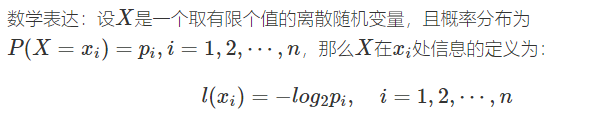 数学表达：设X是一个取有限个值的离散随机变量，且概率分布为
P(X = xᵢ) = pᵢ, i = 1, 2, ⋯, n，那么X在xᵢ处信息的定义为：
l(xᵢ) = −log₂pᵢ, i = 1, 2, ⋯, n